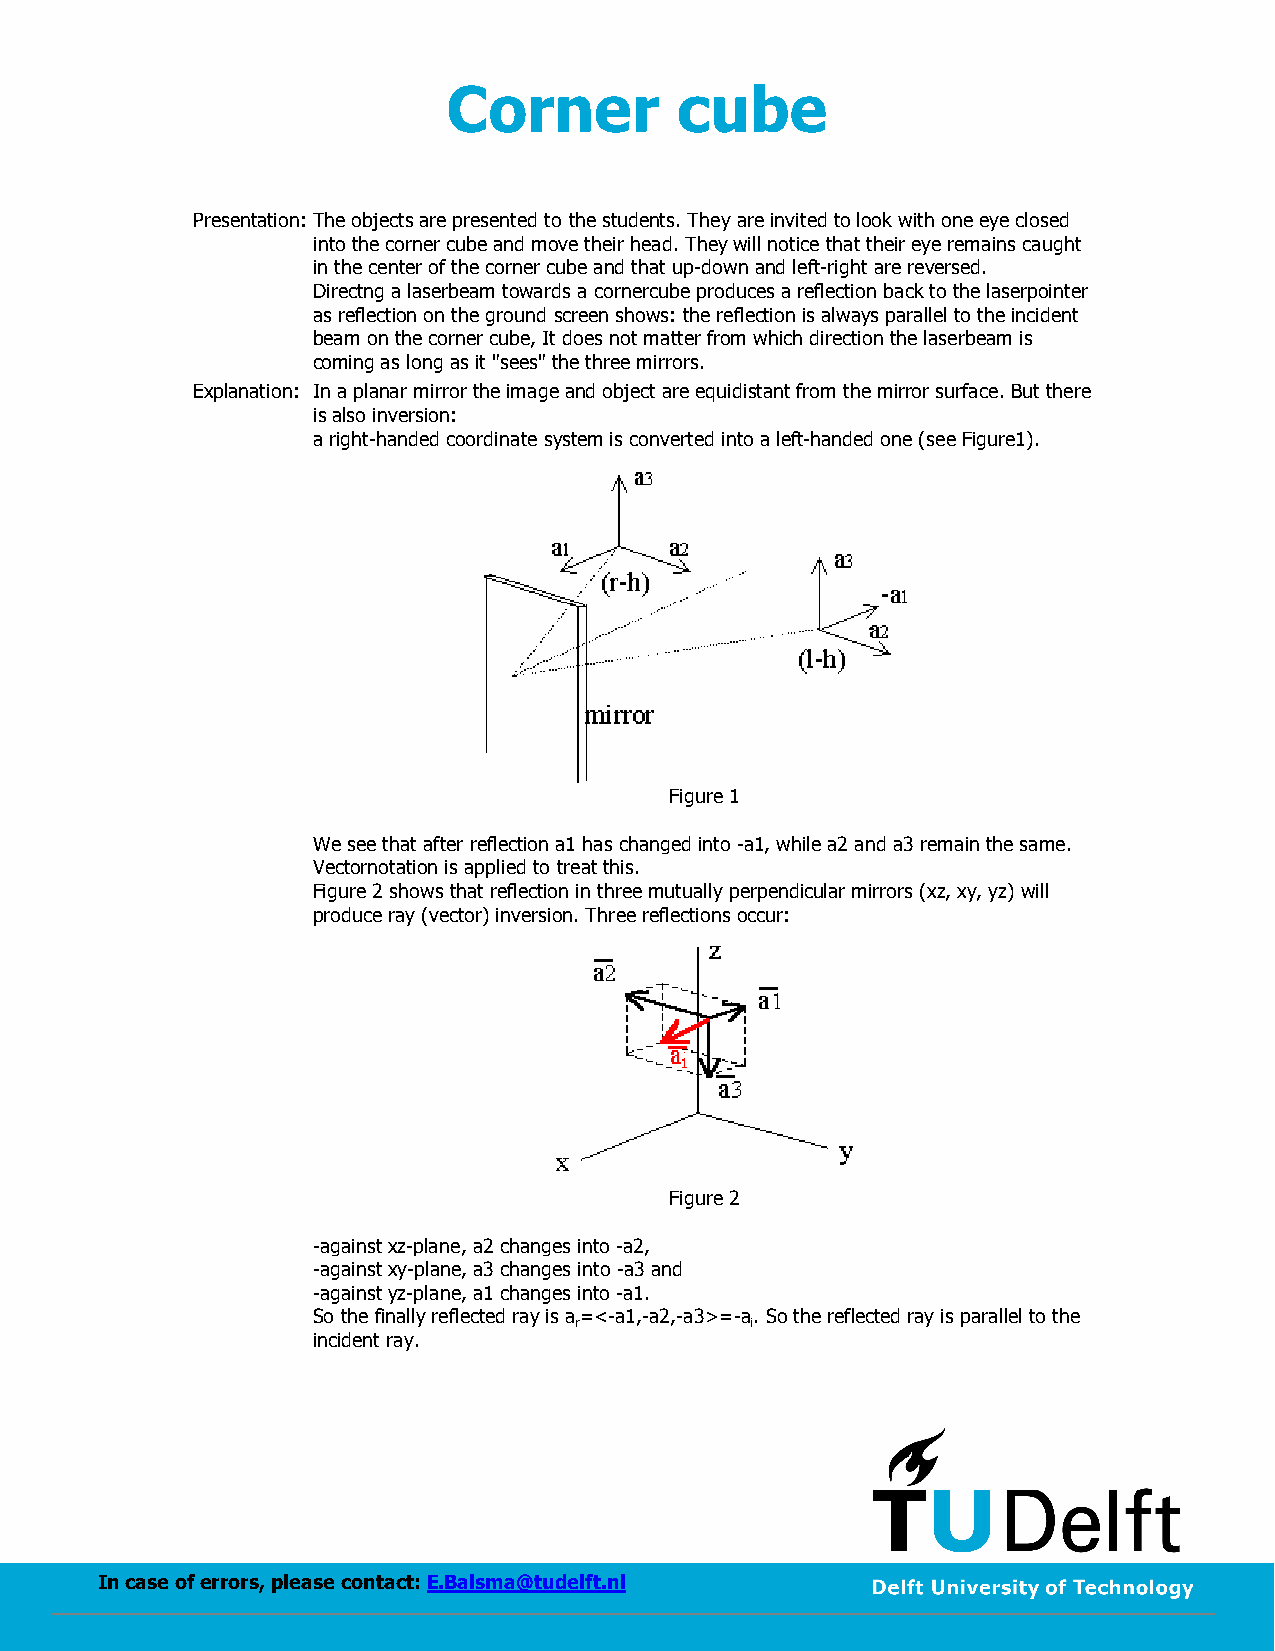 Corner cube
Presentation: The objects are presented to the students. They are invited to look with one eye closed
into the corner cube and move their head. They will notice that their eye remains caught
in the center of the corner cube and that up-down and left-right are reversed.
Directng a laserbeam towards a cornercube produces a reflection back to the laserpointer
as reflection on the ground screen shows: the reflection is always parallel to the incident
beam on the corner cube, It does not matter from which direction the laserbeam is
coming as long as it "sees" the three mirrors.
Explanation: In a planar mirror the image and object are equidistant from the mirror surface. But there
is also inversion:
a right-handed coordinate system is converted into a left-handed one (see Figure1).
a3
a1 a2
(r-h)
a3
-a1
a2
(l-h)
mirror
Figure 1
We see that after reflection a1 has changed into -a1, while a2 and a3 remain the same.
Vectornotation is applied to treat this.
Figure 2 shows that reflection in three mutually perpendicular mirrors (xz, xy, yz) will
produce ray (vector) inversion. Three reflections occur:
z
a2
a1
a1
a3
y
x
Figure 2
-against xz-plane, a2 changes into -a2,
-against xy-plane, a3 changes into -a3 and
-against yz-plane, a1 changes into -a1.
So the finally reflected ray is ar=<-a1,-a2,-a3>=-ai. So the reflected ray is parallel to the
incident ray.
TUDelft
In case of errors, please contact: E.Balsma@tudelft.nl
Delft University of Technology